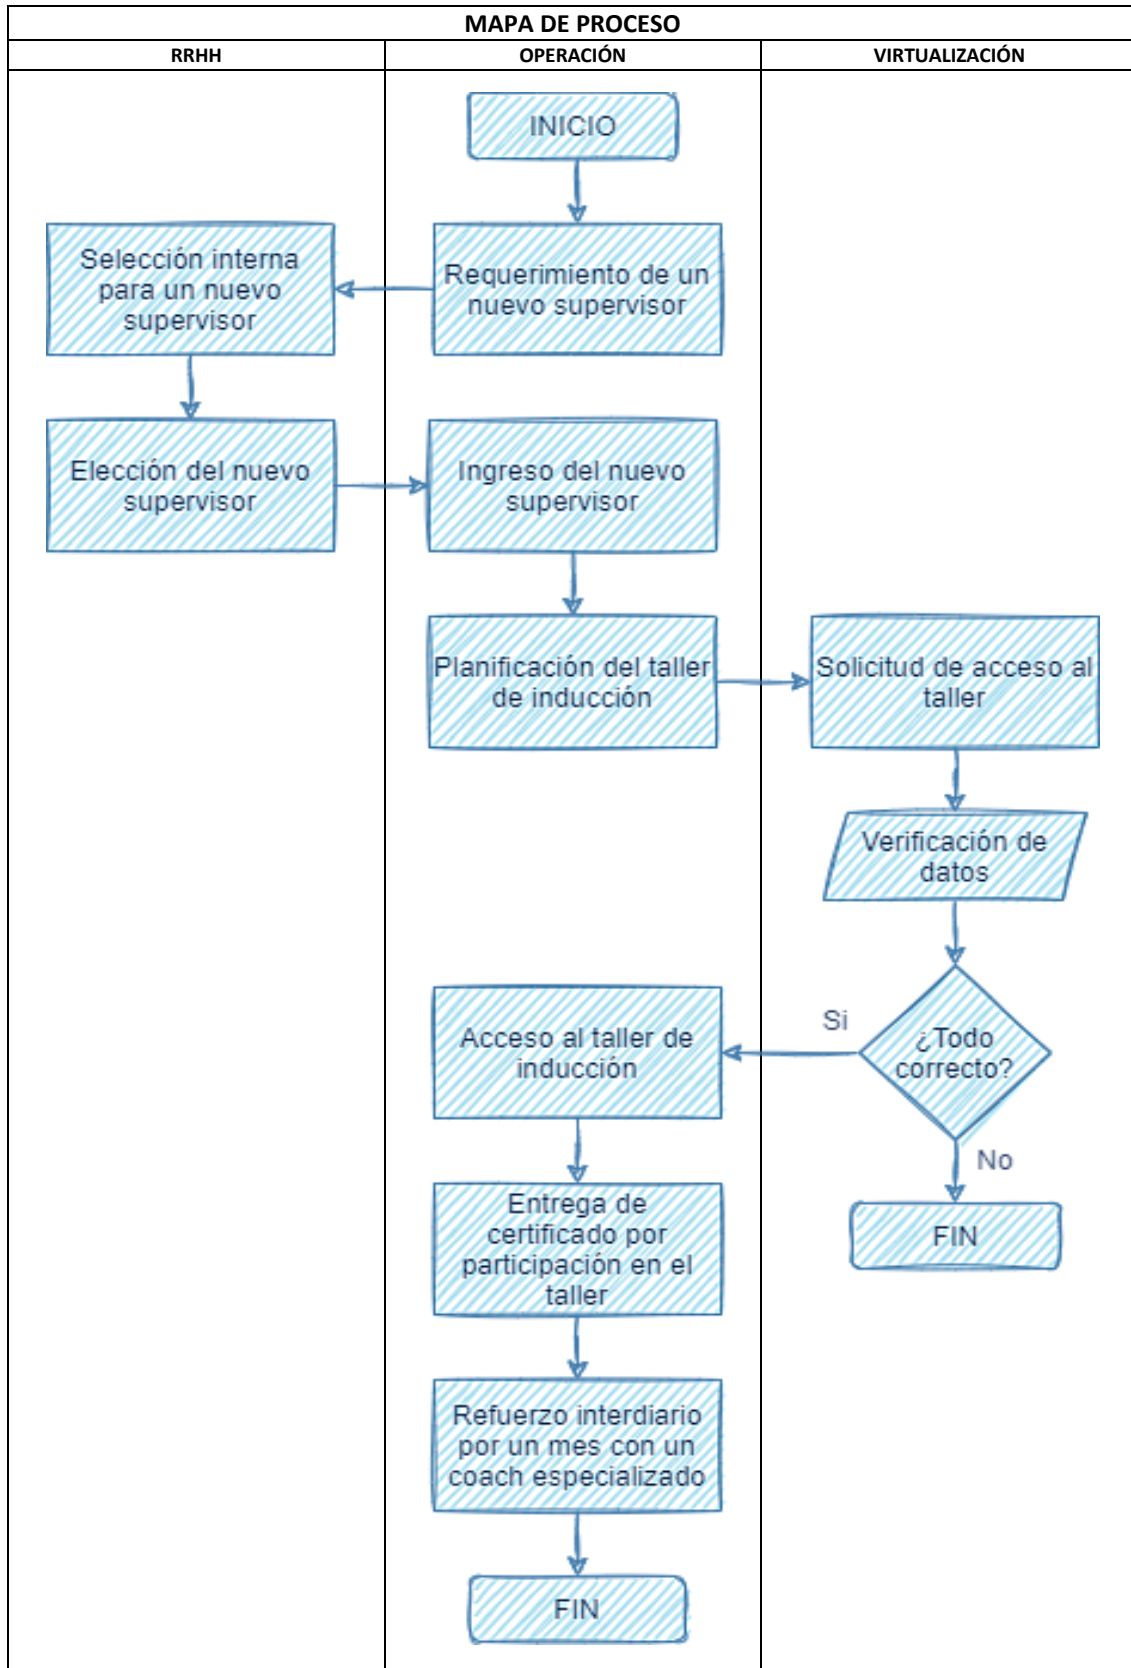 MAPA DE PROCESO
RRHH
OPERACIÓN
VIRTUALIZACIÓN
INICIO
Selección interna
para un nuevo
supervisor
Requerimiento de un
nuevo supervisor
Elección del nuevo
supervisor
Ingreso del nuevo
supervisor
Planificación del taller
de inducción
Solicitud de acceso al
taller
Verificación de
datos
¿Todo
correcto?
Si
No
Acceso al taller de
inducción
FIN
Entrega de
certificado por
participación en el
taller
Refuerzo interdiario
por un mes con un
coach especializado
FIN